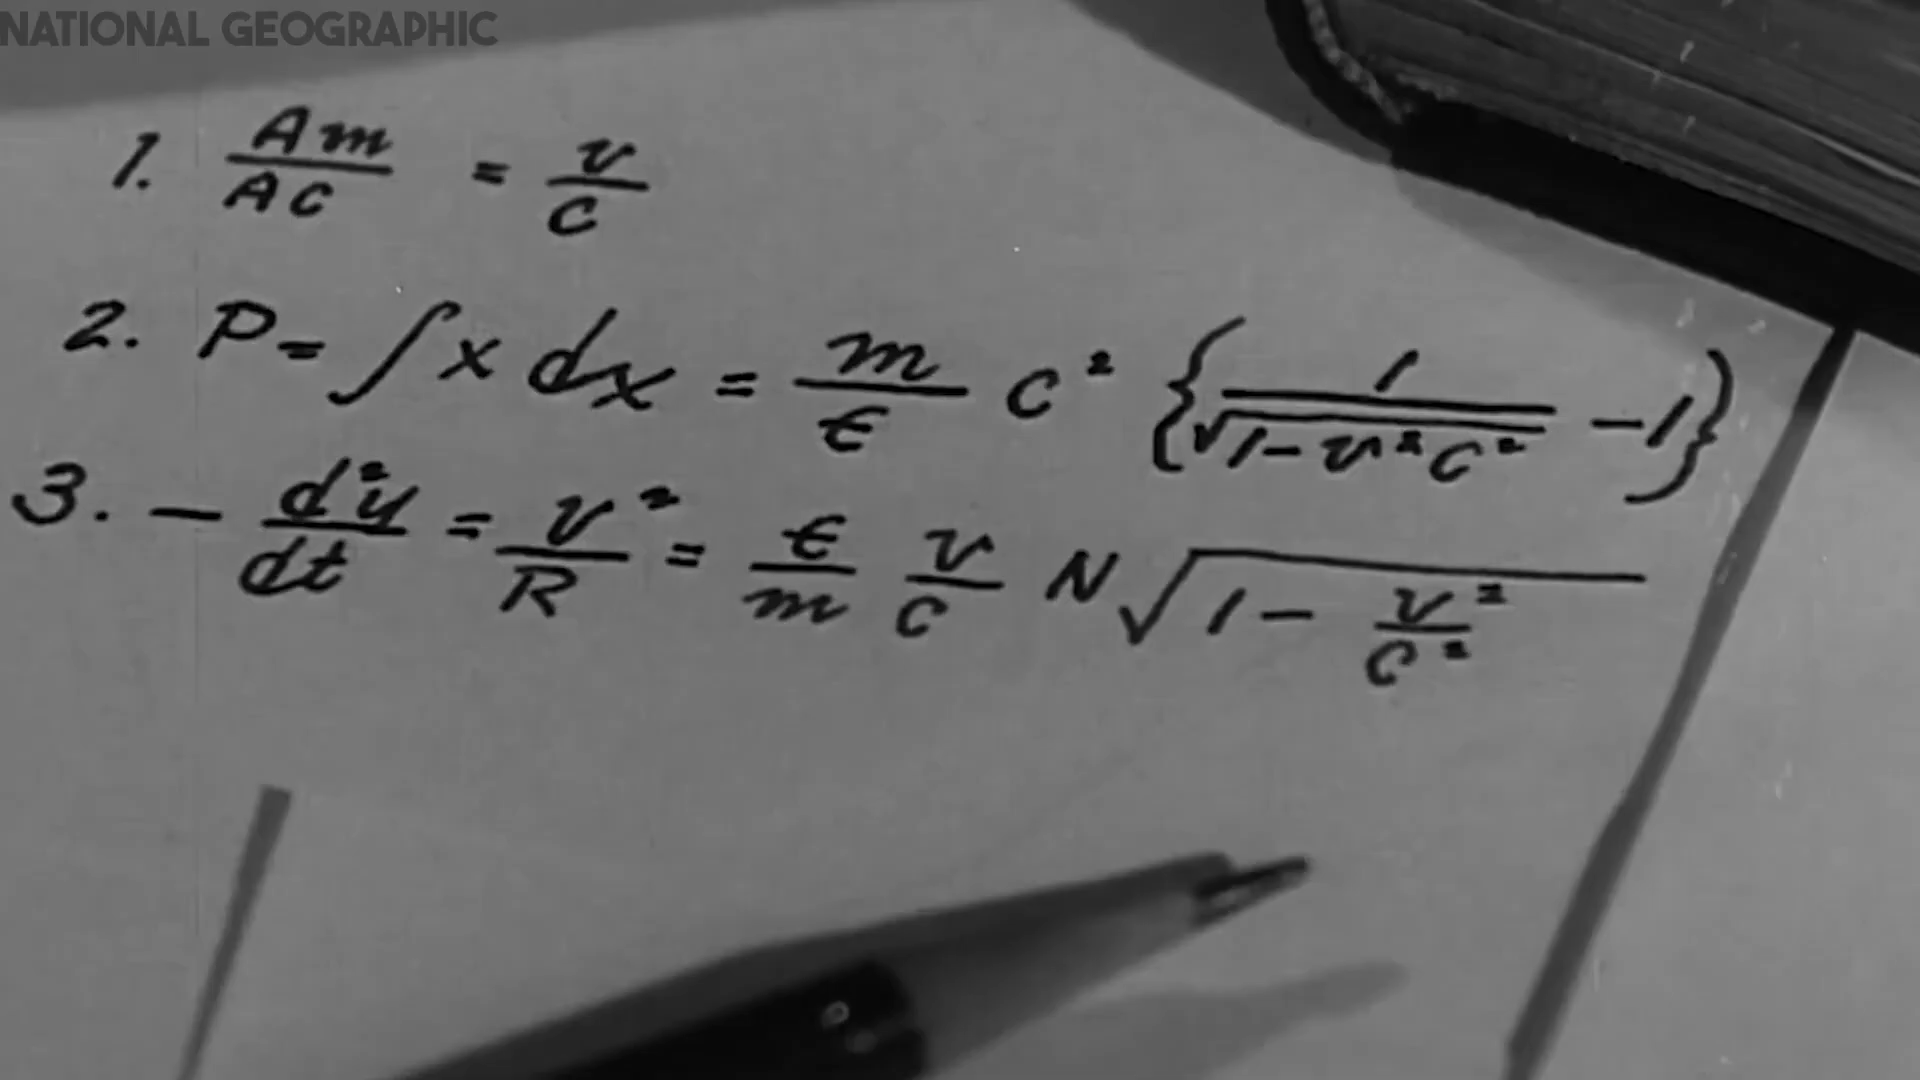 NATIONAL GEOGRAPHIC
1. Am/AC = v/C
2. P = ∫ x dx = m/ϵ C² {1/√(1-v²C²) -1}
3. - d²y/dt = v²/R = ϵ/m v/C N√(1 - v²/C²)